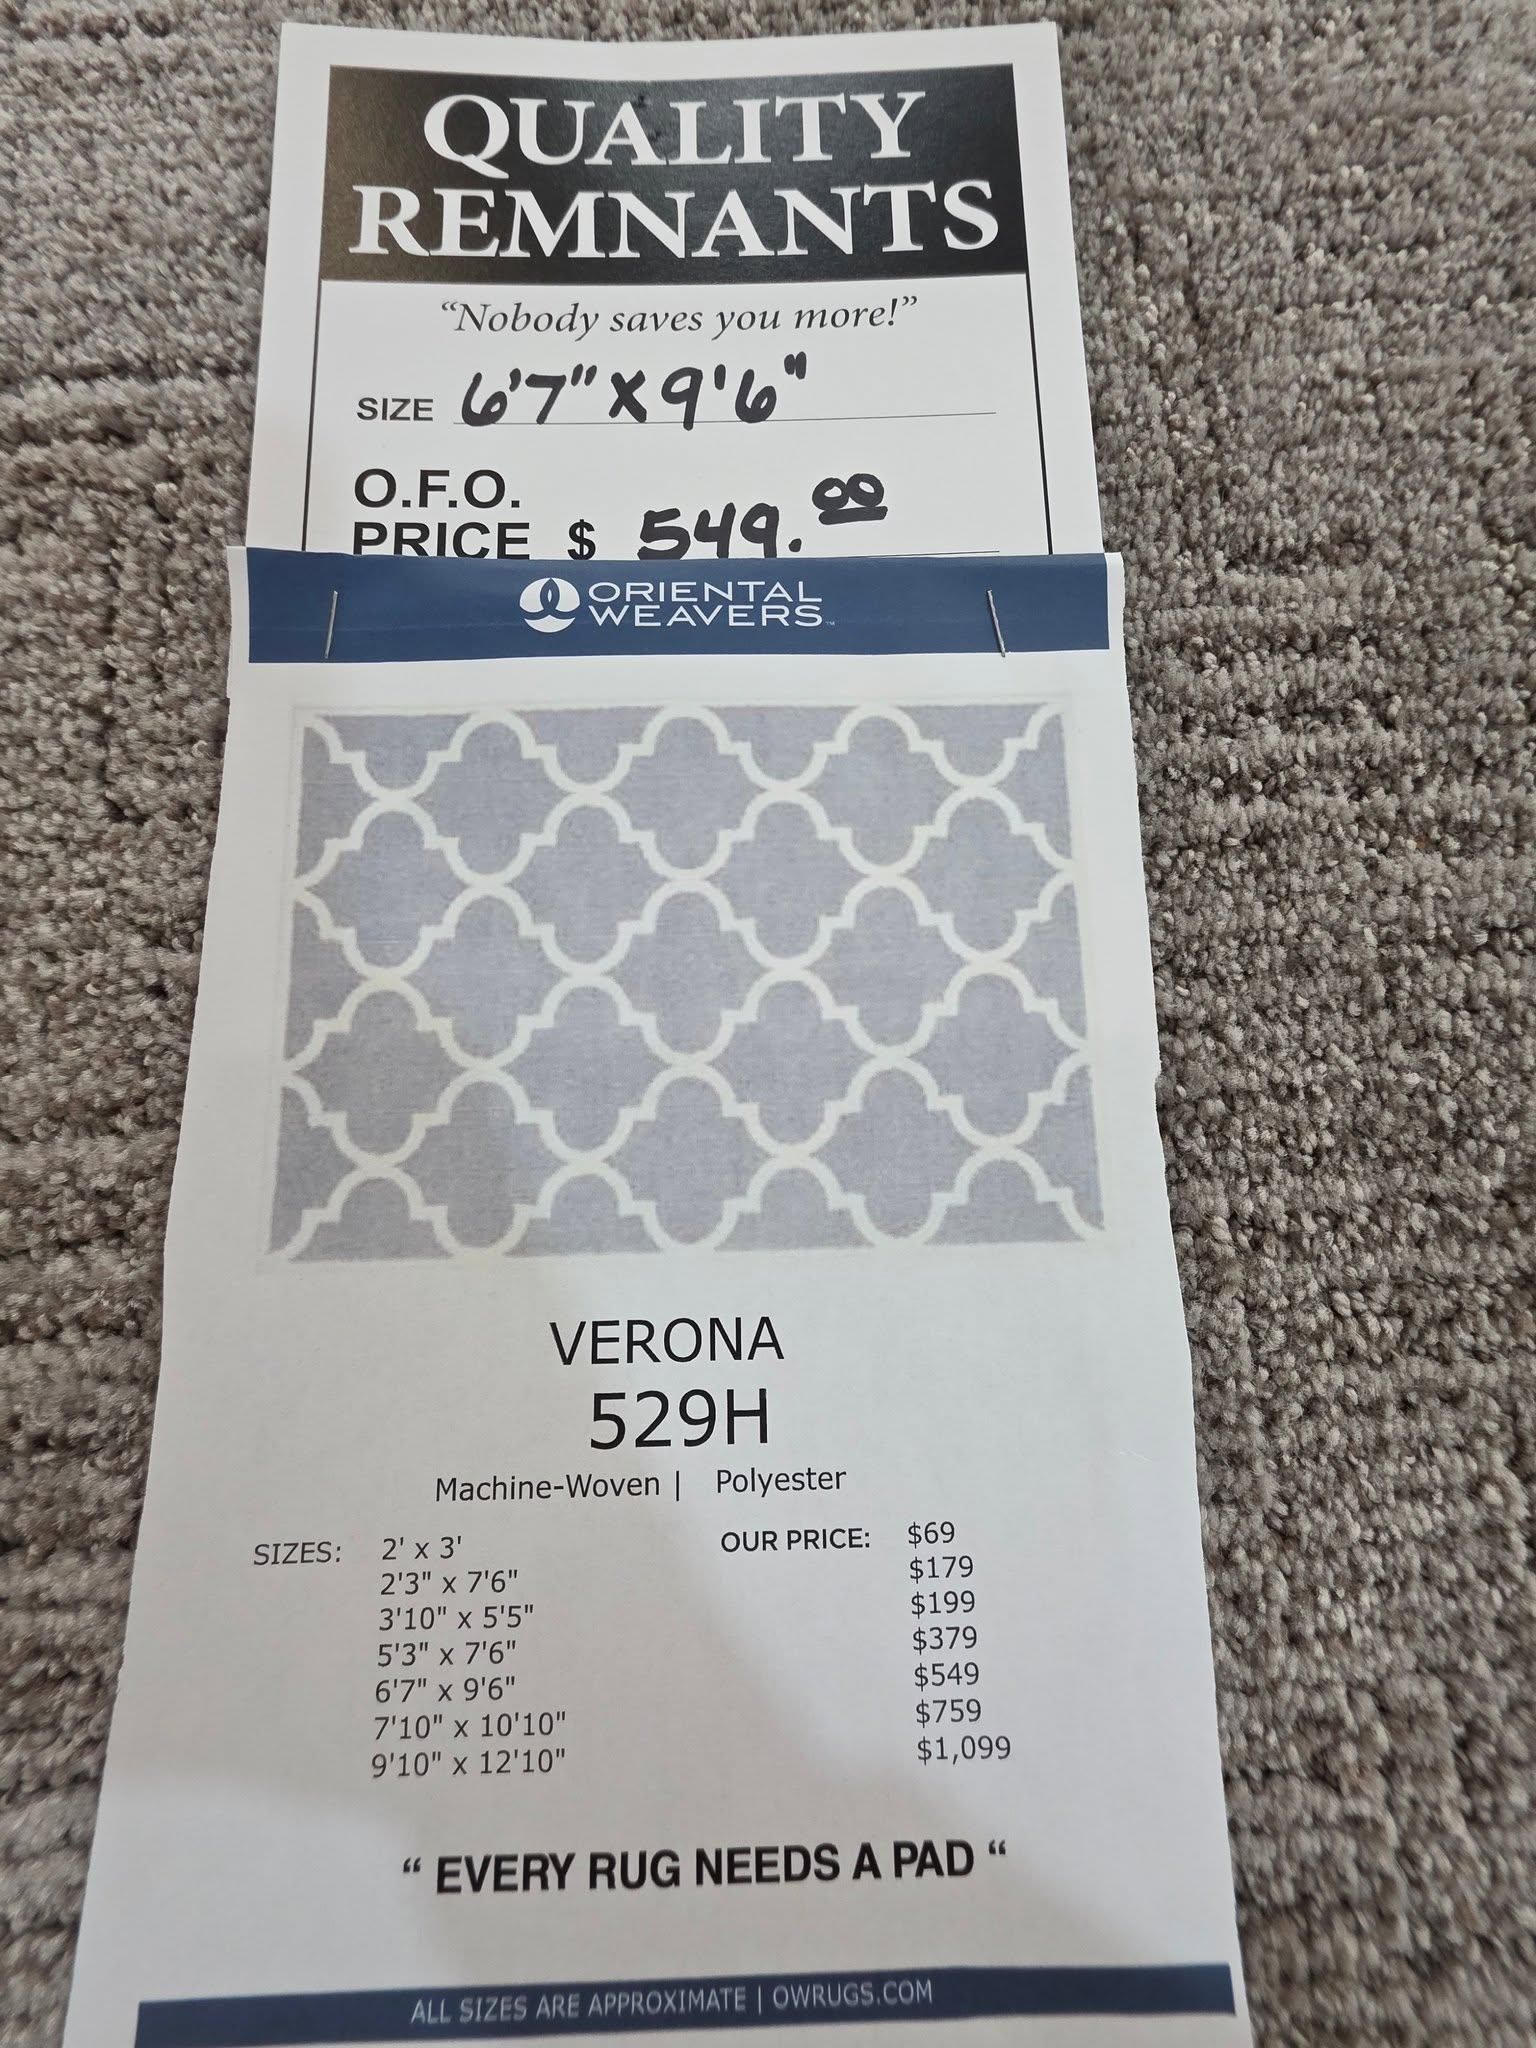 QUALITY
REMNANTS
“Nobody saves you more!”
SIZE 6'7" X 9'6"
O.F.O.
PRICE $ 549.00
ORIENTAL
WEAVERS™
VERONA
529H
Machine-Woven | Polyester
SIZES: 2' x 3' OUR PRICE: $69
2'3" x 7'6" $179
3'10" x 5'5" $199
5'3" x 7'6" $379
6'7" x 9'6" $549
7'10" x 10'10" $759
9'10" x 12'10" $1,099
“ EVERY RUG NEEDS A PAD “
ALL SIZES ARE APPROXIMATE | OWRUGS.COM